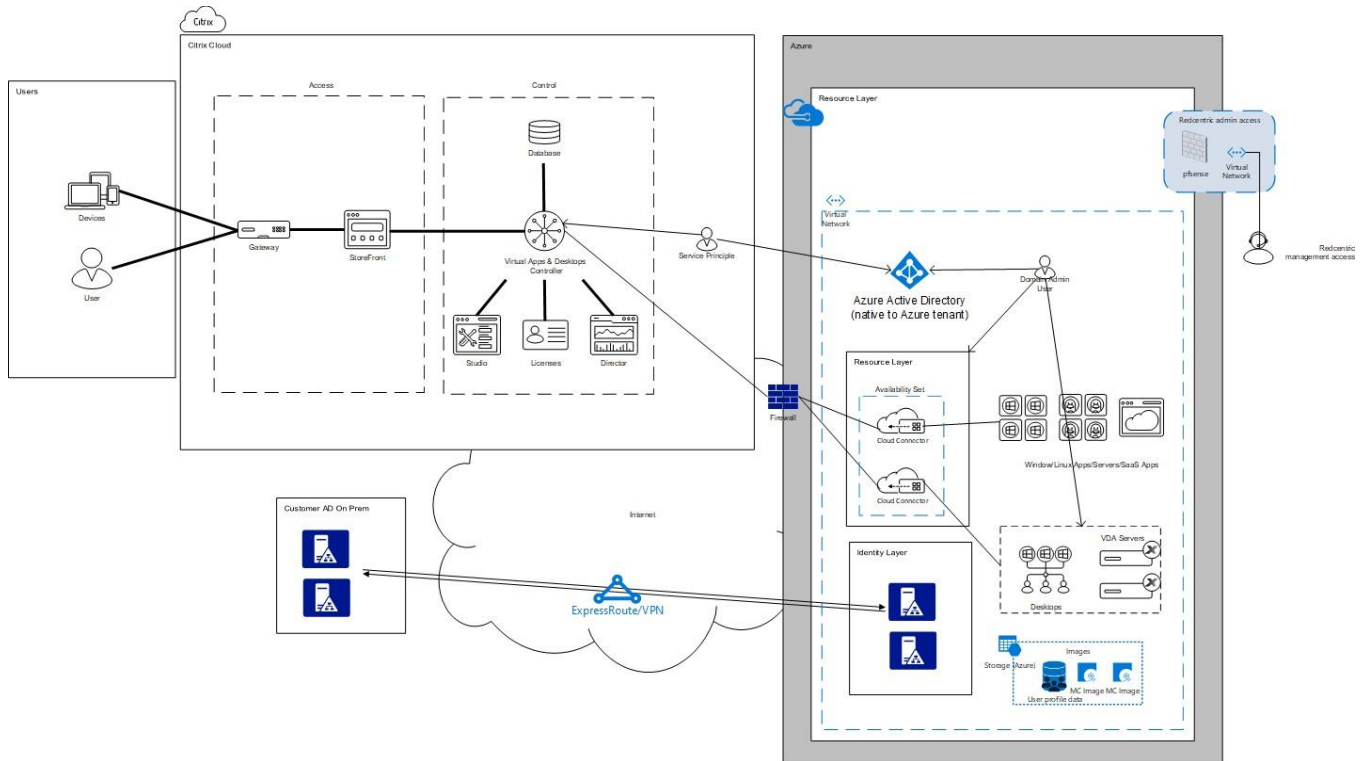 Citrix
Citrix Cloud
Azure
Users
Access
Control
Resource Layer
Redcentric admin access
pfsense
Virtual
Network
Database
Devices
Gateway
StoreFront
Virtual Apps & Desktops
Controller
Service Principle
Virtual
Network
Redcentric
management access
User
Azure Active Directory
(native to Azure tenant)
Domain Admin
User
Studio
Licenses
Director
Resource Layer
Availability Set
Firewall
Cloud Connector
Window/Linux Apps/Servers/SaaS Apps
Cloud Connector
Customer AD On Prem
Internet
VDA Servers
Identity Layer
ExpressRoute/VPN
Desktops
Images
Storage (Azure)
MC Image
MC Image
User profile data